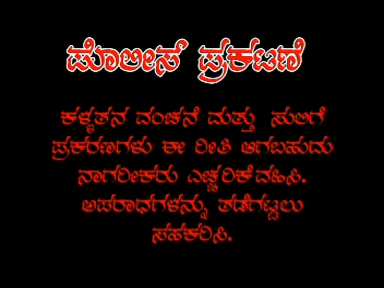 ಪೊಲೀಸ ಪ್ರಕಟಣೆ
ಕಳ್ಳತನ ವಂಚನೆ ಮತ್ತು ಸುಲಿಗೆ
ಪ್ರಕರಣಗಳು ಈ ರೀತಿ ಆಗಬಹುದು
ನಾಗರೀಕರು ಎಚ್ಚರಿಕೆ ವಹಿಸಿ.
ಅಪರಾಧಗಳನ್ನು ತಡೆಗಟ್ಟಲು
ಸಹಕರಿಸಿ.